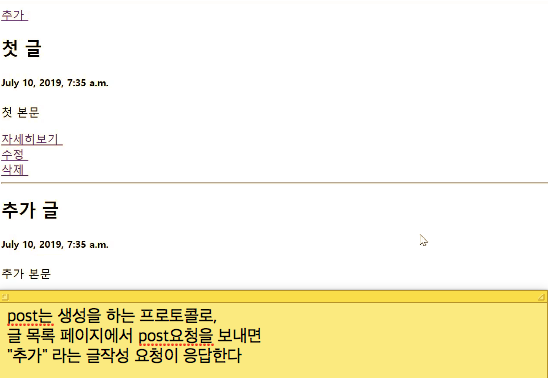 추가
첫 글
July 10, 2019, 7:35 a.m.
첫 본문
자세히보기
수정
삭제
추가 글
July 10, 2019, 7:35 a.m.
추가 본문
post는 생성을 하는 프로토콜로,
글 목록 페이지에서 post요청을 보내면
"추가" 라는 글작성 요청이 응답한다